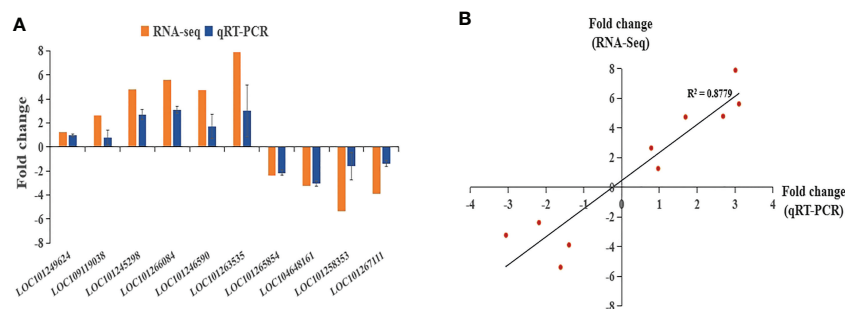 A
RNA-seq qRT-PCR
Fold change
8
6
4
2
0
-2
-4
-6
-8
LOC101249624
LOC109119038
LOC101245298
LOC101266084
LOC101246590
LOC101263535
LOC101265854
LOC104648161
LOC101258353
LOC101267111
B
Fold change
(RNA-Seq)
8
6
4
2
0
-2
-4
-6
-8
R² = 0.8779
-4 -3 -2 -1 0 1 2 3 4
Fold change
(qRT-PCR)